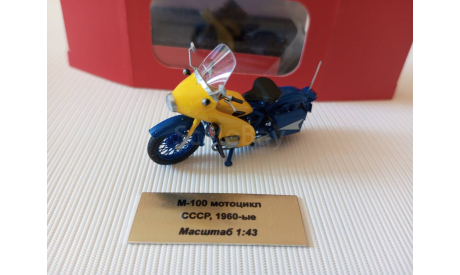 М-100 мотоцикл
СССР, 1960-ые
Масштаб 1:43